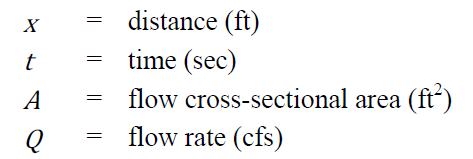 x = distance (ft)
t = time (sec)
A = flow cross-sectional area (ft²)
Q = flow rate (cfs)